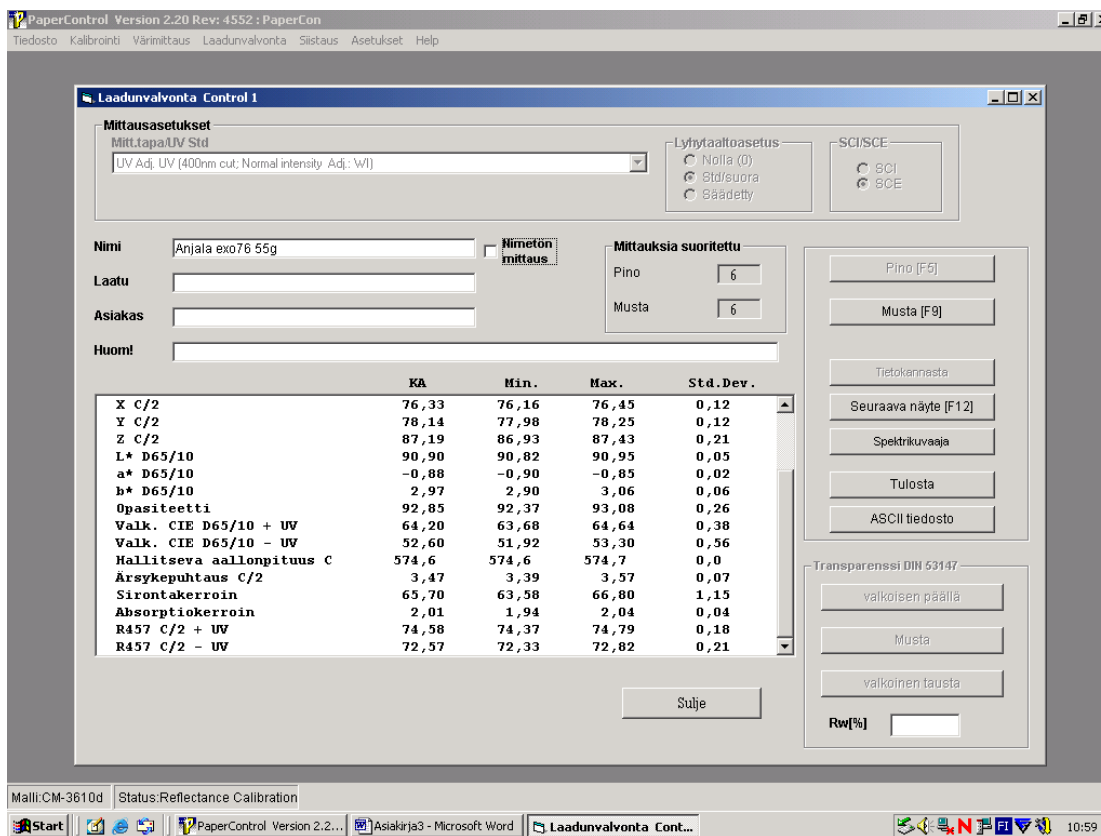 PaperControl Version 2.20 Rev: 4552 : PaperCon
Tiedosto Kalibrointi Värimittaus Laadunvalvonta Siistaus Asetukset Help
Laadunvalvonta Control 1
Mittausasetukset
Mitt.tapa/UV Std
UV Adj. UV (400nm cut; Normal intensity Adj.: WI)
Lyhytaaltoasetus
Nolla (0)
Std/suora
Säädetty
SCI/SCE
SCI
SCE
Nimi Anjala exo76 55g
Nimetön mittaus
Laatu
Asiakas
Huom!
Mittauksia suoritettu
Pino 6
Musta 6
Pino [F5]
Musta [F9]
Tietokannasta
Seuraava näyte [F12]
Spektrikuvaaja
Tulosta
ASCII tiedosto
KA Min. Max. Std.Dev.
X C/2 76,33 76,16 76,45 0,12
Y C/2 78,14 77,98 78,25 0,12
Z C/2 87,19 86,93 87,43 0,21
L* D65/10 90,90 90,82 90,95 0,05
a* D65/10 -0,88 -0,90 -0,85 0,02
b* D65/10 2,97 2,90 3,06 0,06
Opasiteetti 92,85 92,37 93,08 0,26
Valk. CIE D65/10 + UV 64,20 63,68 64,64 0,38
Valk. CIE D65/10 - UV 52,60 51,92 53,30 0,56
Hallitseva aallonpituus C 574,6 574,6 574,7 0,0
Ärsykepuhtaus C/2 3,47 3,39 3,57 0,07
Sirontakerroin 65,70 63,58 66,80 1,15
Absorptiokerroin 2,01 1,94 2,04 0,04
R457 C/2 + UV 74,58 74,37 74,79 0,18
R457 C/2 - UV 72,57 72,33 72,82 0,21
Transparenssi DIN 53147
valkoisen päällä
Musta
valkoinen tausta
Rw[%]
Sulje
Malli:CM-3610d Status:Reflectance Calibration
Start PaperControl Version 2.2... Asiakirja3 - Microsoft Word Laadunvalvonta Cont... N FI 10:59